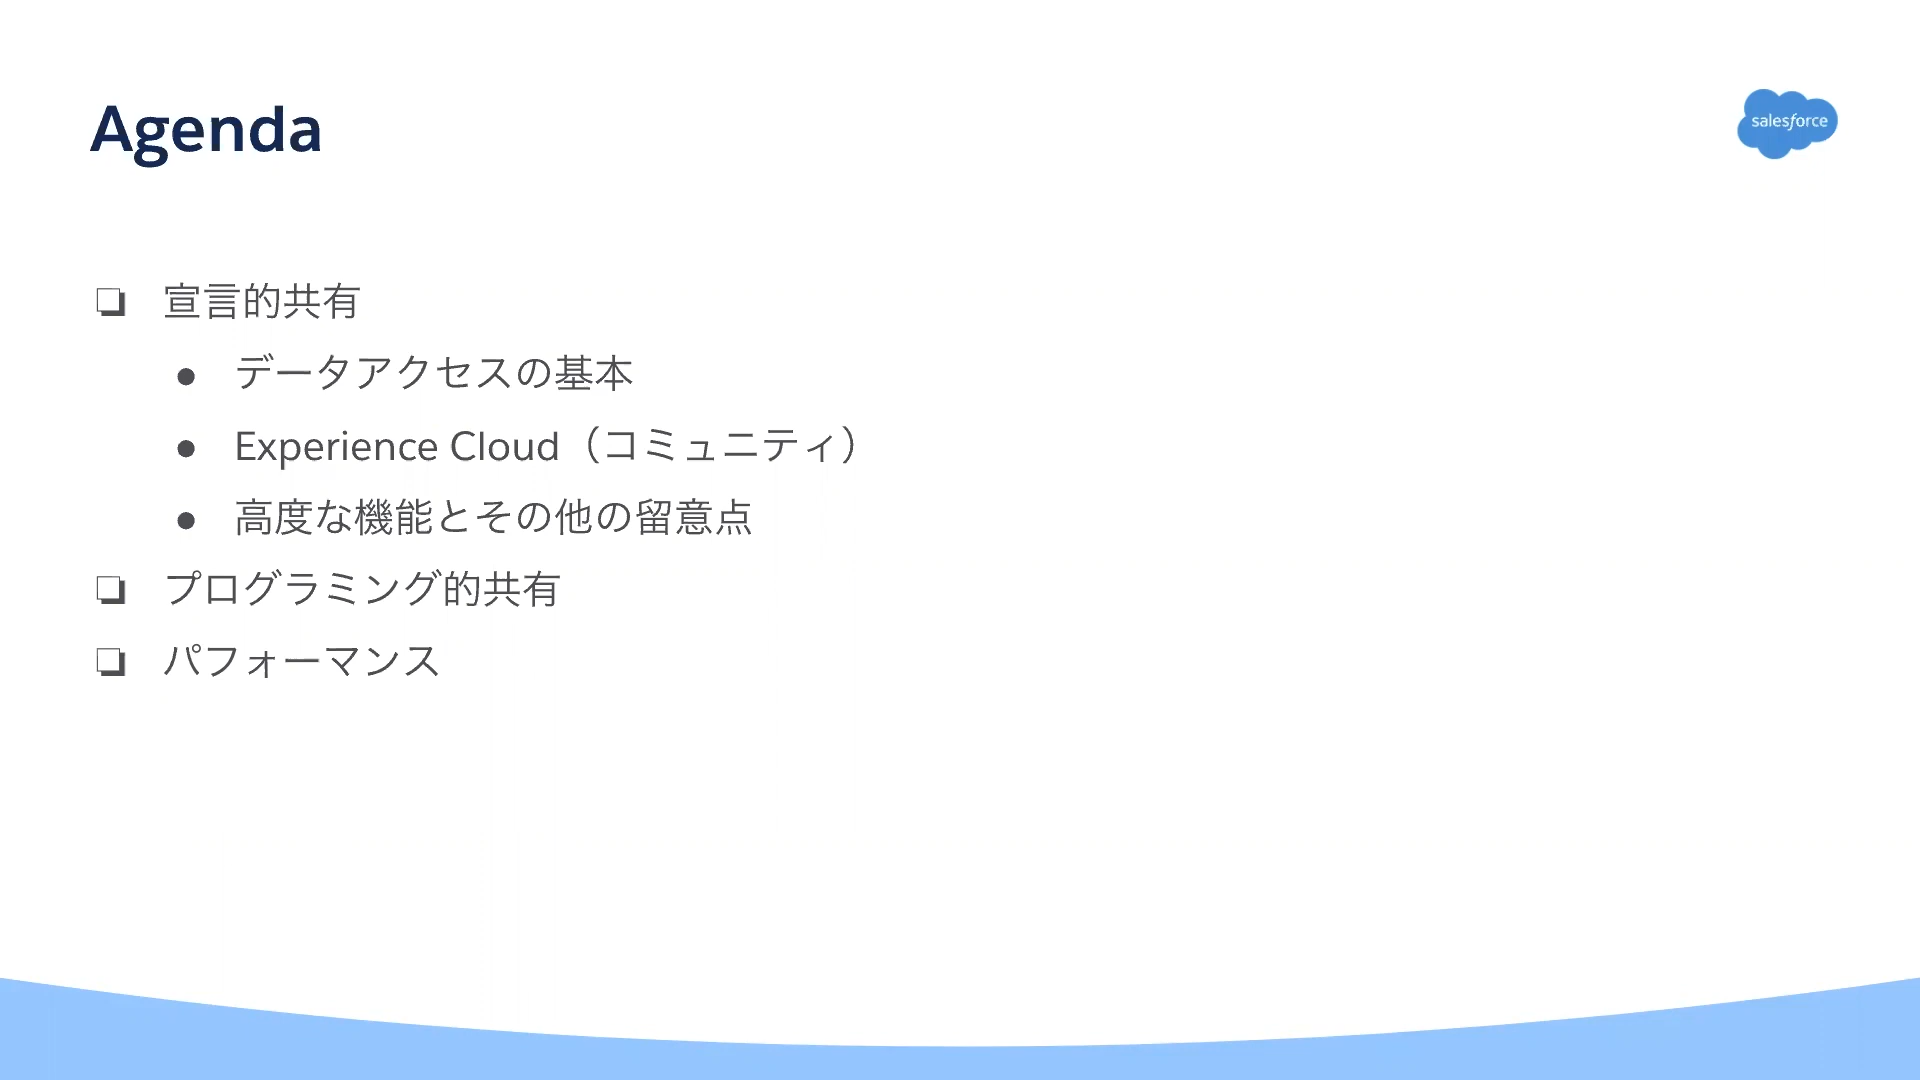 Agenda
salesforce
❏ 宣言的共有
● データアクセスの基本
● Experience Cloud（コミュニティ）
● 高度な機能とその他の留意点
❏ プログラミング的共有
❏ パフォーマンス